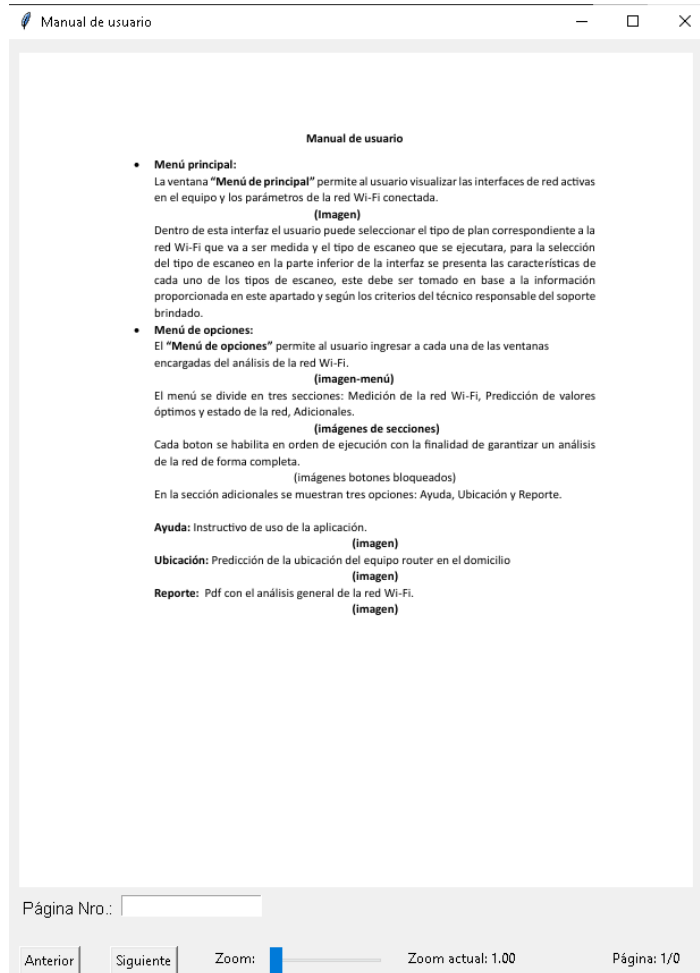 Manual de usuario
Manual de usuario
• Menú principal:
La ventana “Menú de principal” permite al usuario visualizar las interfaces de red activas
en el equipo y los parámetros de la red Wi-Fi conectada.
(Imagen)
Dentro de esta interfaz el usuario puede seleccionar el tipo de plan correspondiente a la
red Wi-Fi que va a ser medida y el tipo de escaneo que se ejecutara, para la selección
del tipo de escaneo en la parte inferior de la interfaz se presenta las características de
cada uno de los tipos de escaneo, este debe ser tomado en base a la información
proporcionada en este apartado y según los criterios del técnico responsable del soporte
brindado.
• Menú de opciones:
El “Menú de opciones” permite al usuario ingresar a cada una de las ventanas
encargadas del análisis de la red Wi-Fi.
(imagen-menú)
El menú se divide en tres secciones: Medición de la red Wi-Fi, Predicción de valores
óptimos y estado de la red, Adicionales.
(imágenes de secciones)
Cada boton se habilita en orden de ejecución con la finalidad de garantizar un análisis
de la red de forma completa.
(imágenes botones bloqueados)
En la sección adicionales se muestran tres opciones: Ayuda, Ubicación y Reporte.
Ayuda: Instructivo de uso de la aplicación.
(imagen)
Ubicación: Predicción de la ubicación del equipo router en el domicilio
(imagen)
Reporte: Pdf con el análisis general de la red Wi-Fi.
(imagen)
Página Nro.:
Anterior Siguiente Zoom: Zoom actual: 1.00 Página: 1/0